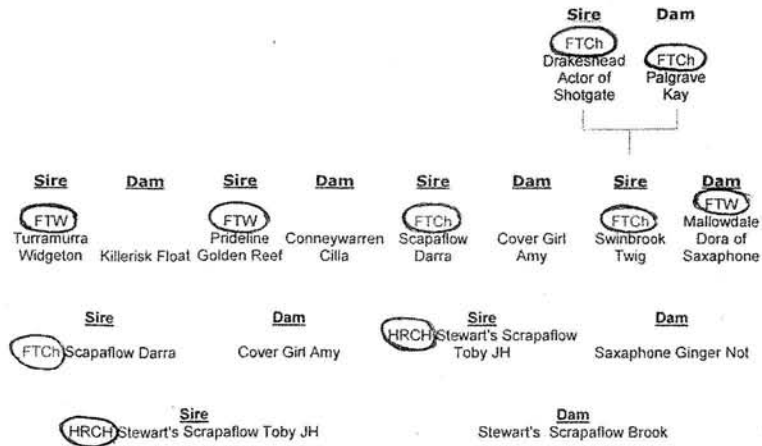 Sire Dam
FTCh FTCh
Drakeshead Palgrave
Actor of Kay
Shotgate
Sire Dam Sire Dam Sire Dam Sire Dam
FTW FTW FTCh FTCh FTW
Turramurra Prideline Conneywarren Scapaflow Cover Girl Swinbrook Mallowdale
Widgeton Killerisk Float Golden Reef Cilla Darra Amy Twig Dora of
Saxaphone
Sire Dam Sire Dam
FTCh Scapaflow Darra Cover Girl Amy HRCH Stewart's Scrapaflow
Toby JH Saxaphone Ginger Not
Sire Dam
HRCH Stewart's Scrapaflow Toby JH Stewart's Scrapaflow Brook